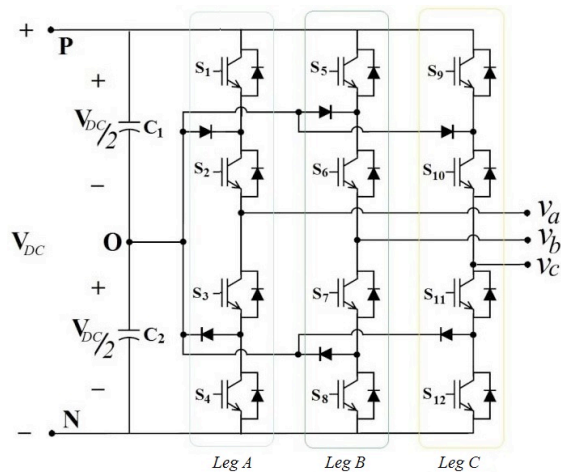 + P
S₁ S₅ S₉
+
V_DC/2 C₁
S₂ S₆ S₁₀
−
v_a
V_DC O v_b
v_c
+
S₃ S₇ S₁₁
V_DC/2 C₂
−
S₄ S₈ S₁₂
− N
Leg A Leg B Leg C